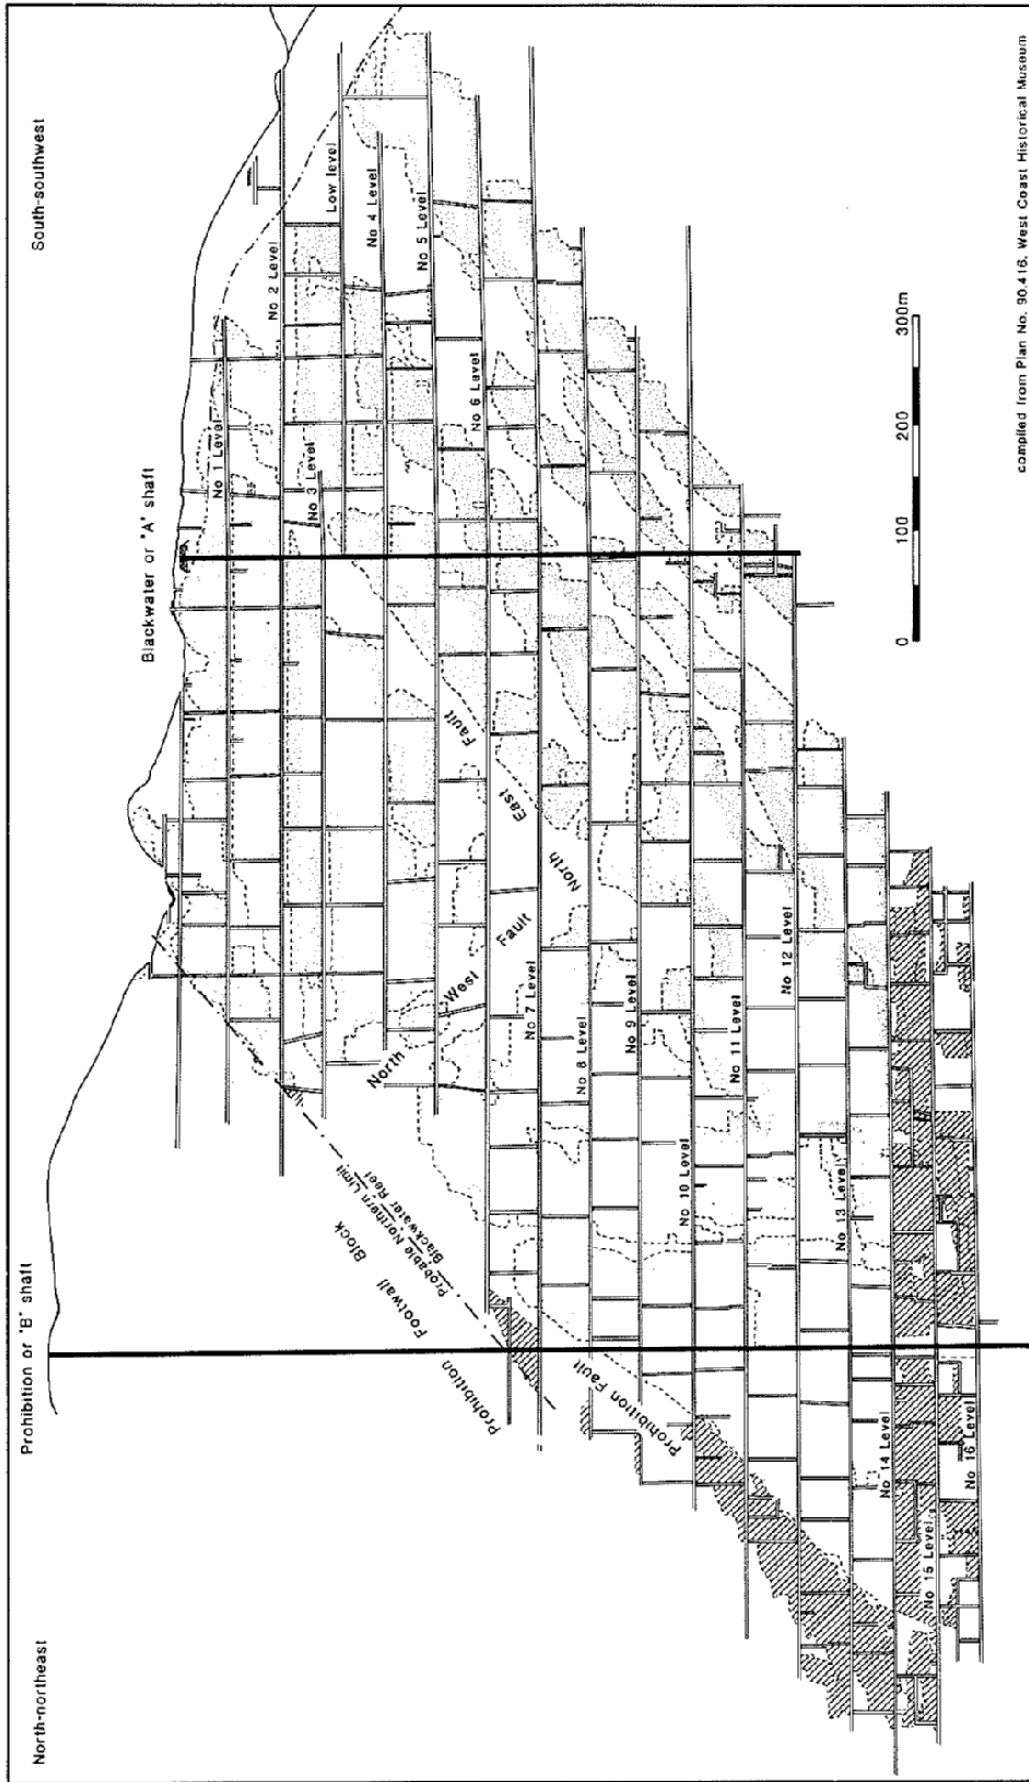 North-northeast
Prohibition or 'B' shaft
Blackwater or 'A' shaft
South-southwest
No 1 Level
No 2 Level
No 3 Level
Low level
No 4 Level
No 5 Level
No 6 Level
North West Fault
North East Fault
Prohibition Footwall Block
Probable Northern Limit
Blackwater Reef
Prohibition Fault
No 7 Level
No 8 Level
No 9 Level
No 10 Level
No 11 Level
No 12 Level
No 13 Level
No 14 Level
No 15 Level
No 16 Level
0 100 200 300m
compiled from Plan No. 90.416, West Coast Historical Museum